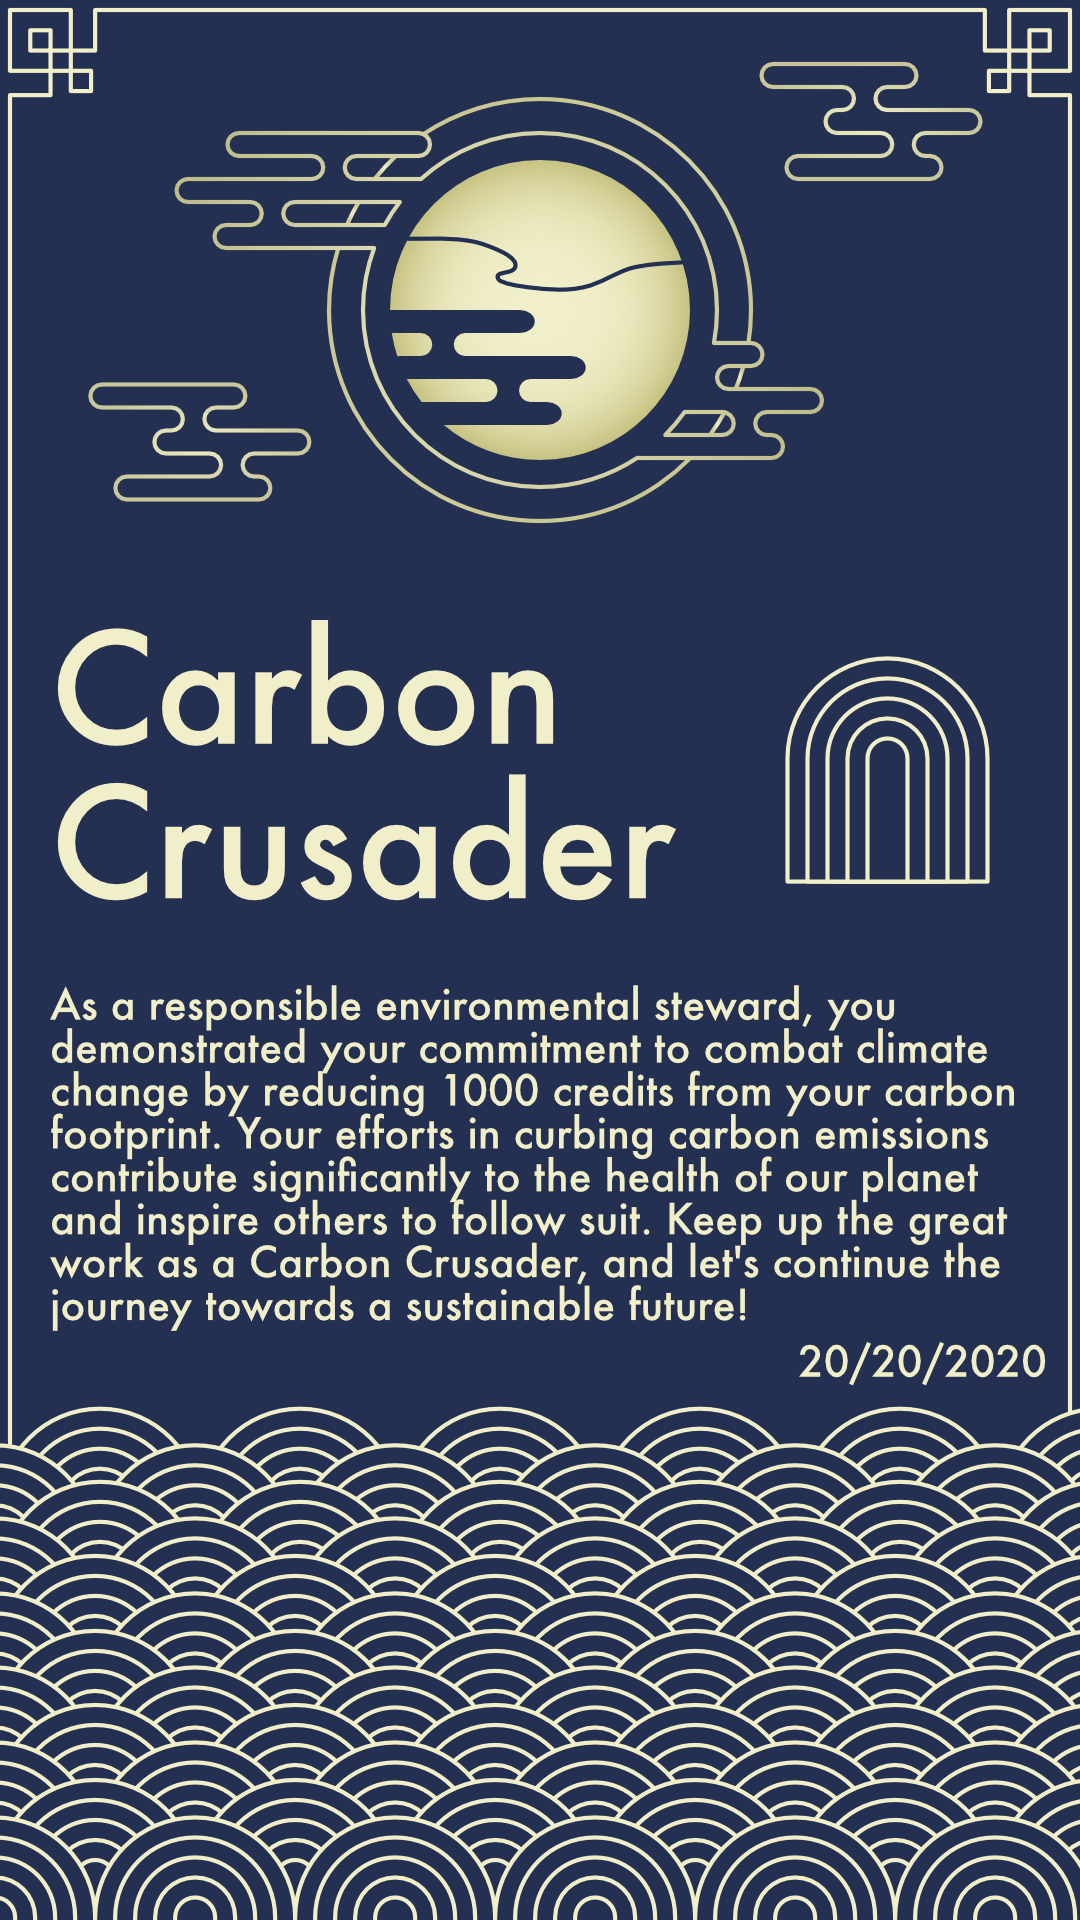 Carbon
Crusader
As a responsible environmental steward, you
demonstrated your commitment to combat climate
change by reducing 1000 credits from your carbon
footprint. Your efforts in curbing carbon emissions
contribute significantly to the health of our planet
and inspire others to follow suit. Keep up the great
work as a Carbon Crusader, and let's continue the
journey towards a sustainable future!
20/20/2020